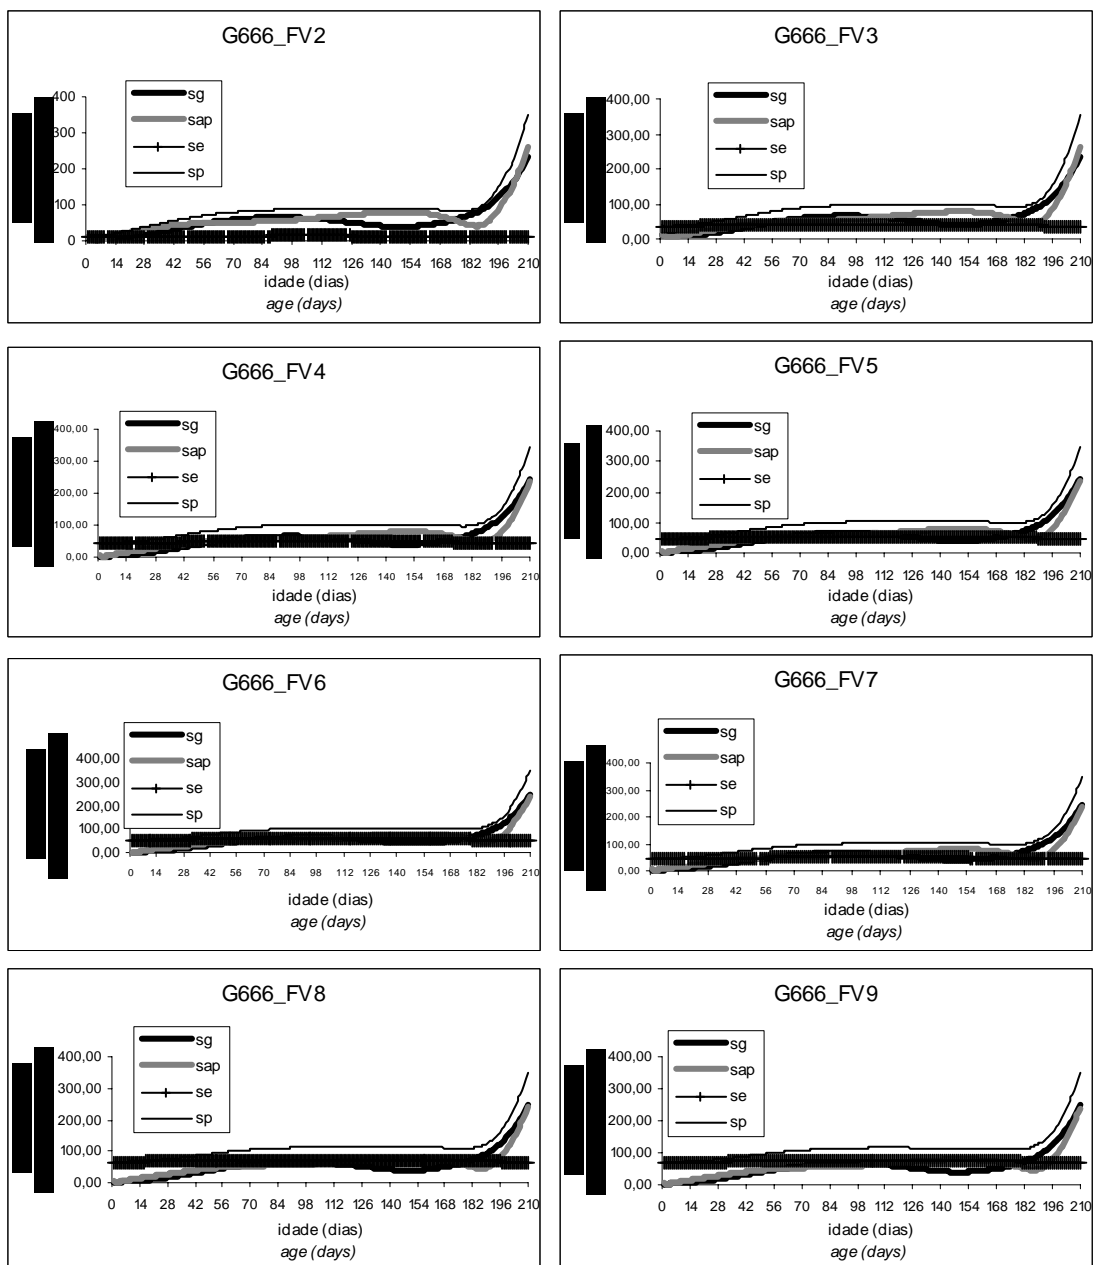 G666_FV2
400
300
200
100
0
sg
sap
se
sp
0 14 28 42 56 70 84 98 112 126 140 154 168 182 196 210
idade (dias)
age (days)
G666_FV3
400,00
300,00
200,00
100,00
0,00
sg
sap
se
sp
0 14 28 42 56 70 84 98 112 126 140 154 168 182 196 210
idade (dias)
age (days)
G666_FV4
400,00
300,00
200,00
100,00
0,00
sg
sap
se
sp
0 14 28 42 56 70 84 98 112 126 140 154 168 182 196 210
idade (dias)
age (days)
G666_FV5
400,00
300,00
200,00
100,00
0,00
sg
sap
se
sp
0 14 28 42 56 70 84 98 112 126 140 154 168 182 196 210
idade (dias)
age (days)
G666_FV6
400,00
300,00
200,00
100,00
0,00
sg
sap
se
sp
0 14 28 42 56 70 84 98 112 126 140 154 168 182 196 210
idade (dias)
age (days)
G666_FV7
400,00
300,00
200,00
100,00
0,00
sg
sap
se
sp
0 14 28 42 56 70 84 98 112 126 140 154 168 182 196 210
idade (dias)
age (days)
G666_FV8
400,00
300,00
200,00
100,00
0,00
sg
sap
se
sp
0 14 28 42 56 70 84 98 112 126 140 154 168 182 196 210
idade (dias)
age (days)
G666_FV9
400,00
300,00
200,00
100,00
0,00
sg
sap
se
sp
0 14 28 42 56 70 84 98 112 126 140 154 168 182 196 210
idade (dias)
age (days)